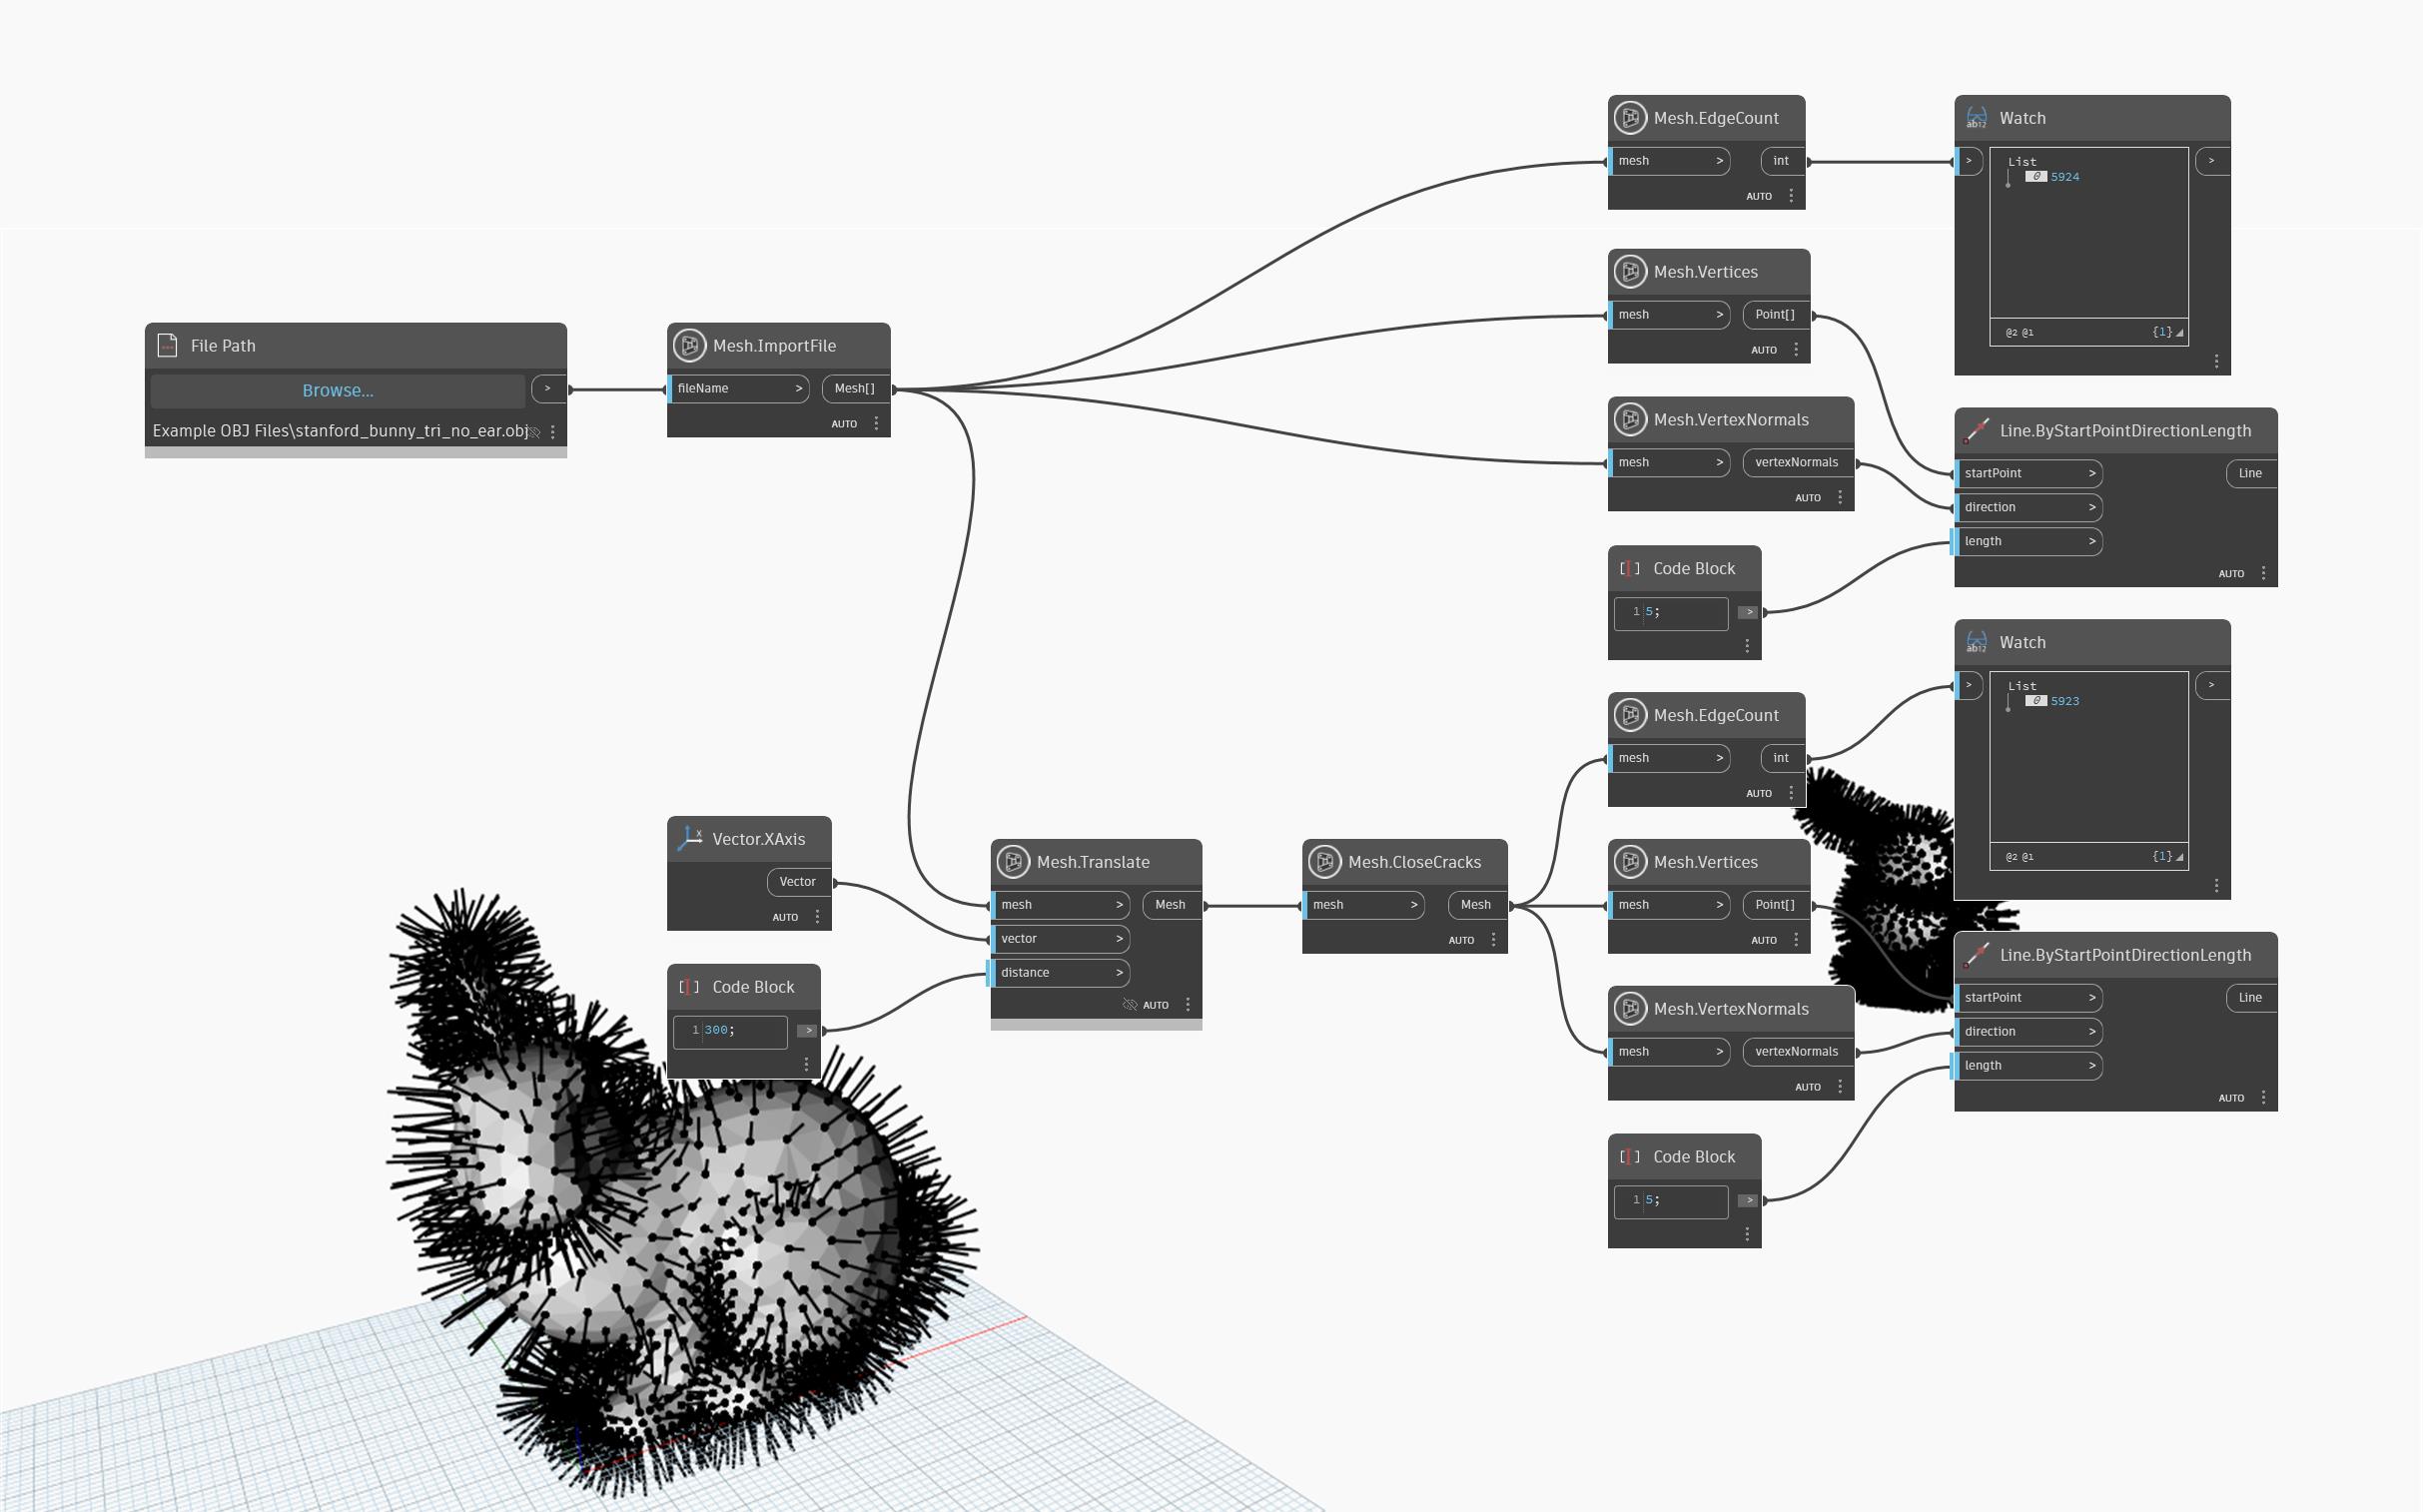 File Path
Browse...
>
Example OBJ Files\stanford_bunny_tri_no_ear.obj
Mesh.ImportFile
fileName > Mesh[]
AUTO
Mesh.EdgeCount
mesh > int
AUTO
Watch
> >
List
0 5924
@2 @1 {1}
Mesh.Vertices
mesh > Point[]
AUTO
Mesh.VertexNormals
mesh > vertexNormals
AUTO
Line.ByStartPointDirectionLength
startPoint > Line
direction >
length >
AUTO
Code Block
1 5; >
Mesh.EdgeCount
mesh > int
AUTO
Watch
> >
List
0 5923
@2 @1 {1}
Vector.XAxis
Vector
AUTO
Code Block
1 300; >
Mesh.Translate
mesh > Mesh
vector >
distance >
AUTO
Mesh.CloseCracks
mesh > Mesh
AUTO
Mesh.Vertices
mesh > Point[]
AUTO
Mesh.VertexNormals
mesh > vertexNormals
AUTO
Line.ByStartPointDirectionLength
startPoint > Line
direction >
length >
AUTO
Code Block
1 5; >